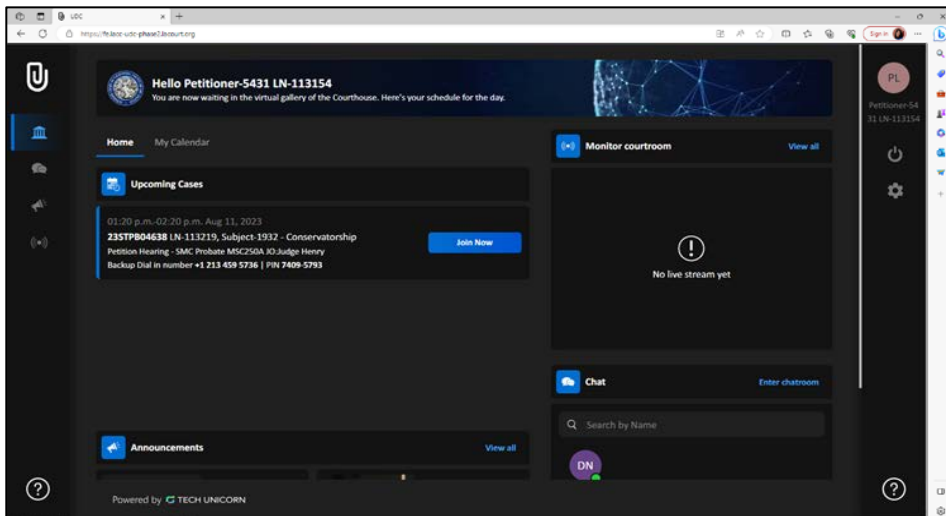 UDC
https://fe.lacc-udc-phase2.lacourt.org
Sign in
Hello Petitioner-5431 LN-113154
You are now waiting in the virtual gallery of the Courthouse. Here's your schedule for the day.
PL
Petitioner-54
31 LN-113154
Home My Calendar
Monitor courtroom View all
Upcoming Cases
01:20 p.m.-02:20 p.m. Aug 11, 2023
23STPB04638 LN-113219, Subject-1932 - Conservatorship
Petition Hearing - SMC Probate MSC250A JO:Judge Henry
Backup Dial in number +1 213 459 5736 | PIN 7409-5793
Join Now
No live stream yet
Chat Enter chatroom
Search by Name
DN
Announcements View all
Powered by TECH UNICORN